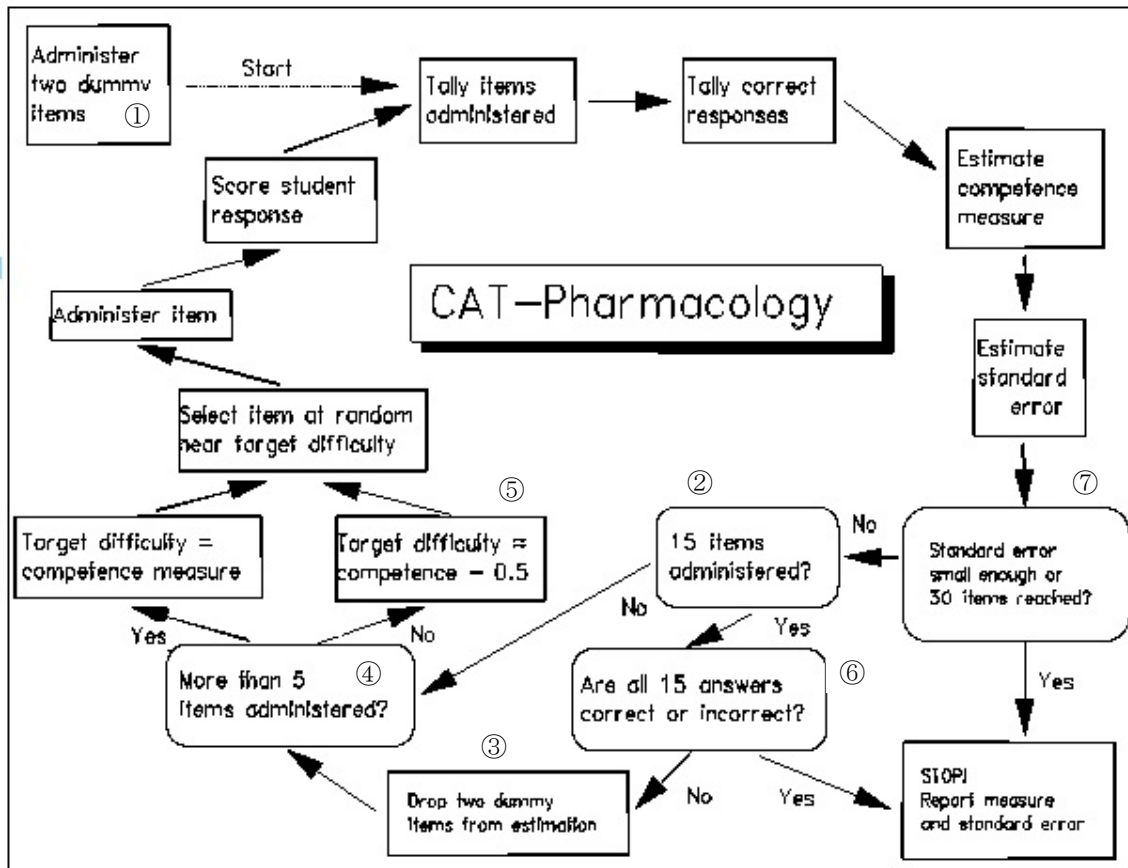 Administer
two dummy
items
①
Start
Tally items
administered
Tally correct
responses
Estimate
competence
measure
Score student
response
Administer item
CAT-Pharmacology
Estimate
standard
error
Select item at random
near target difficulty
⑤
②
⑦
Target difficulty =
competence measure
Target difficulty =
competence - 0.5
15 items
administered?
No
Standard error
small enough or
30 items reached?
Yes
No
No
Yes
④
More than 5
items administered?
⑥
Are all 15 answers
correct or incorrect?
Yes
③
Drop two dummy
items from estimation
No
Yes
STOP!
Report measure
and standard error